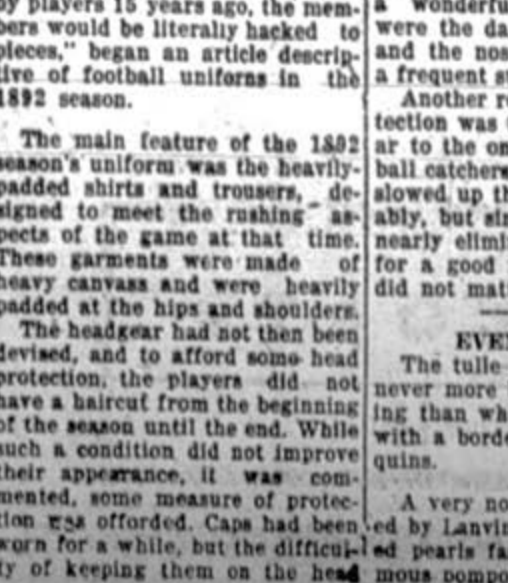 by players 15 years ago, the mem-
bers would be literally hacked to
pieces," began an article descrip-
tive of football uniforns in the
1892 season.
The main feature of the 1892
season's uniform was the heavily-
padded shirts and trousers, de-
signed to meet the rushing as-
pects of the game at that time.
These garments were made of
heavy canvass and were heavily
padded at the hips and shoulders.
The headgear had not then been
devised, and to afford some head
protection, the players did not
have a haircut from the beginning
of the season until the end. While
such a condition did not improve
their appearance, it was com-
mented, some measure of protec-
tion was offorded. Caps had been
worn for a while, but the difficul-
ty of keeping them on the head
a wonderfu
were the da
and the nos
a frequent s
Another r
tection was
ar to the on
ball catchers
slowed up th
ably, but sin
nearly elimi
for a good
did not mat
EVE
The tulle
never more
ing than wh
with a borde
quins.
A very no
ed by Lanvin
ed pearls fa
mous pompo